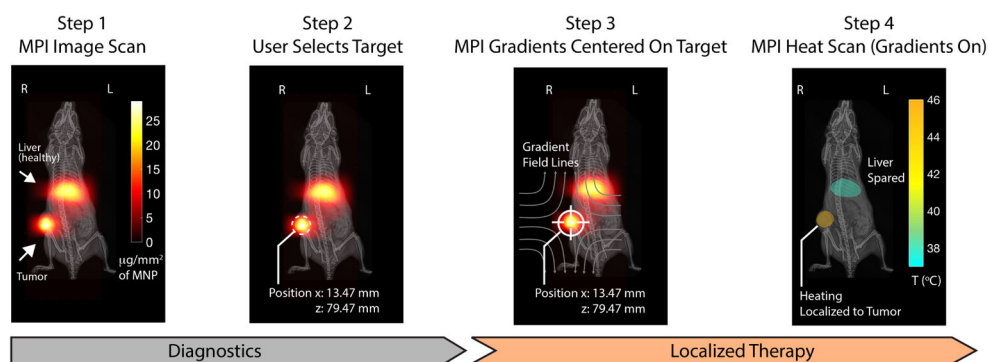 Step 1
MPI Image Scan
R
L
25
20
15
10
5
0
μg/mm²
of MNP
Liver
(healthy)
Tumor
Step 2
User Selects Target
R
L
Position x: 13.47 mm
z: 79.47 mm
Step 3
MPI Gradients Centered On Target
R
L
Gradient
Field Lines
Position x: 13.47 mm
z: 79.47 mm
Step 4
MPI Heat Scan (Gradients On)
R
L
46
44
42
40
38
T (°C)
Liver
Spared
Heating
Localized to Tumor
Diagnostics
Localized Therapy